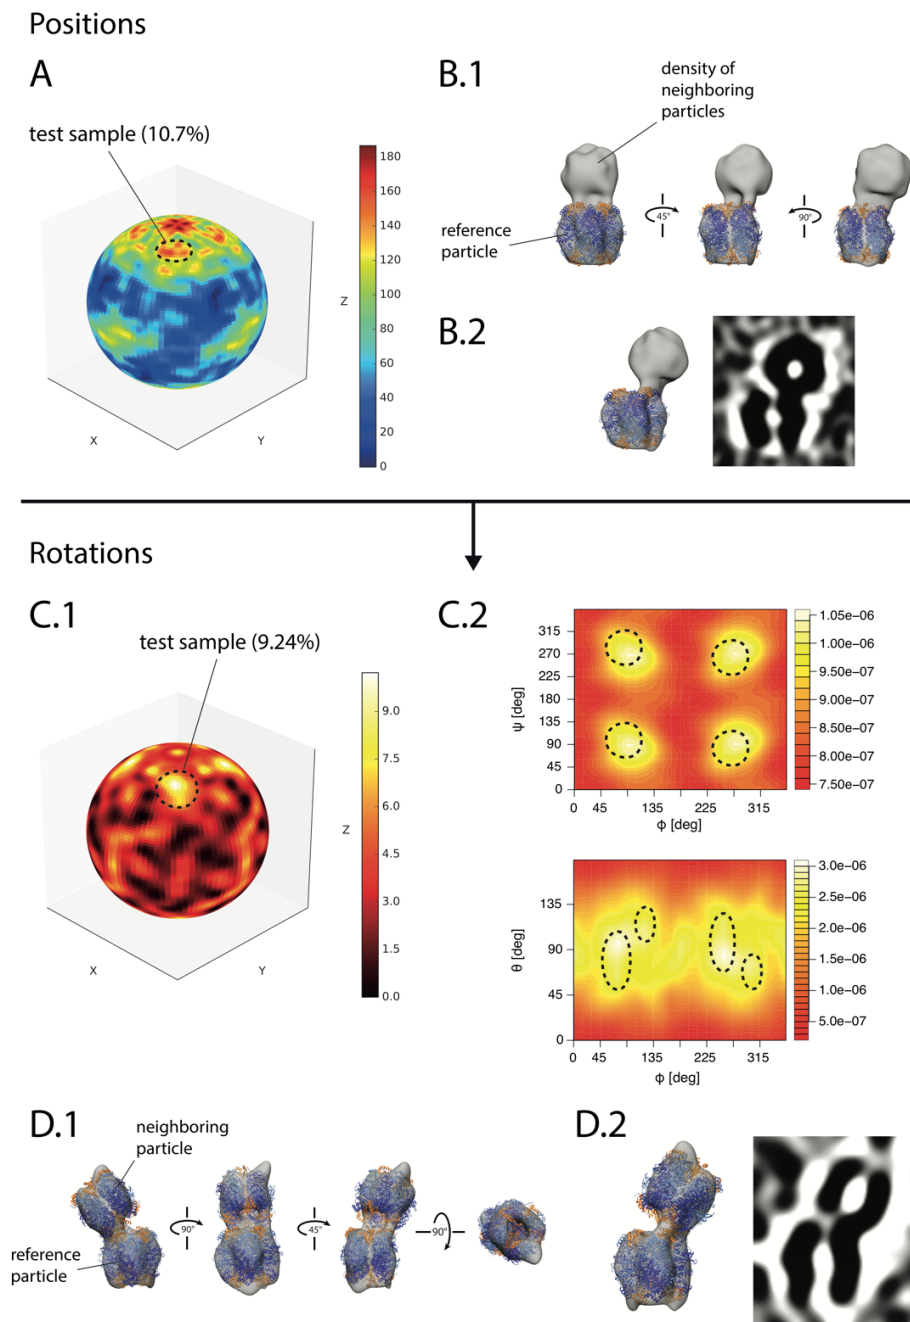 Positions
A
test sample (10.7%)
180
160
140
120
100
80
60
40
20
0
Z
X
Y
B.1
density of
neighboring
particles
reference
particle
45°
90°
B.2
Rotations
C.1
test sample (9.24%)
9.0
7.5
6.0
4.5
3.0
1.5
0.0
Z
X
Y
C.2
315
270
225
180
135
90
45
0
ψ [deg]
0 45 135 225 315
φ [deg]
1.05e−06
1.00e−06
9.50e−07
9.00e−07
8.50e−07
8.00e−07
7.50e−07
135
90
45
0
θ [deg]
0 45 135 225 315
φ [deg]
3.0e−06
2.5e−06
2.0e−06
1.5e−06
1.0e−06
5.0e−07
D.1
neighboring
particle
reference
particle
90°
45°
90°
D.2